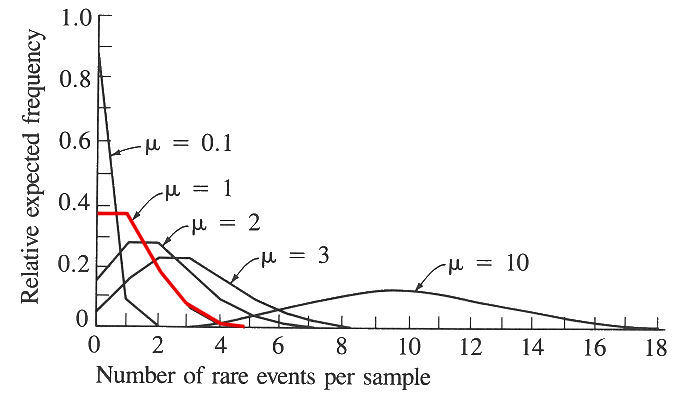 Relative expected frequency
1.0
0.8
0.6
0.4
0.2
0
μ = 0.1
μ = 1
μ = 2
μ = 3
μ = 10
0 2 4 6 8 10 12 14 16 18
Number of rare events per sample